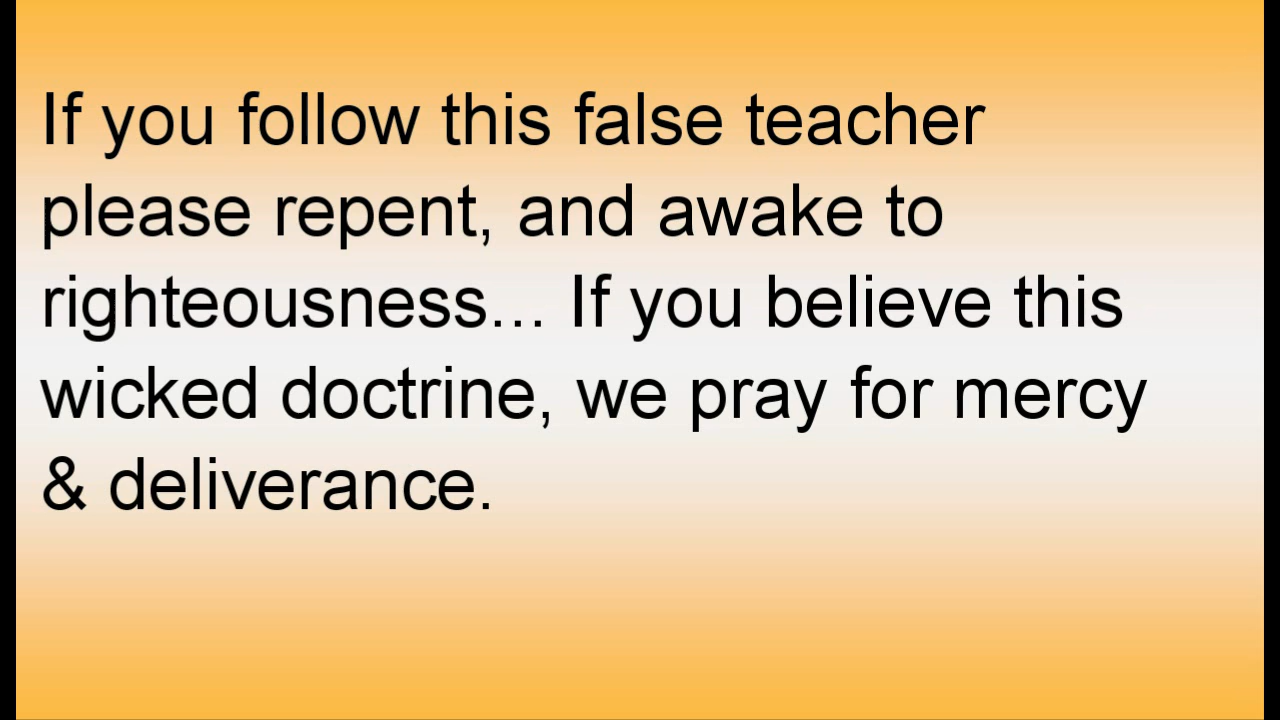 If you follow this false teacher
please repent, and awake to
righteousness... If you believe this
wicked doctrine, we pray for mercy
& deliverance.